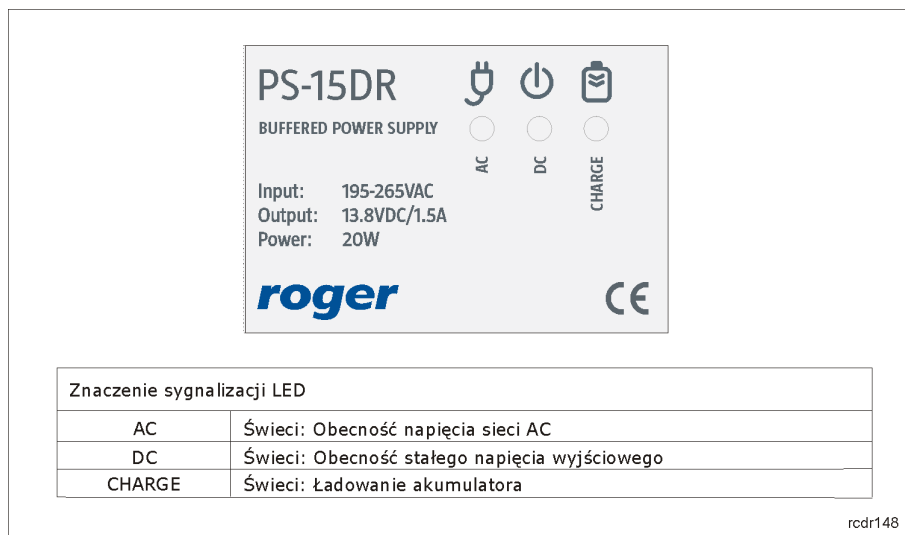 PS-15DR
BUFFERED POWER SUPPLY
AC
DC
CHARGE
Input: 195-265VAC
Output: 13.8VDC/1.5A
Power: 20W
roger
CE
Znaczenie sygnalizacji LED
AC Świeci: Obecność napięcia sieci AC
DC Świeci: Obecność stałego napięcia wyjściowego
CHARGE Świeci: Ładowanie akumulatora
rcdr148